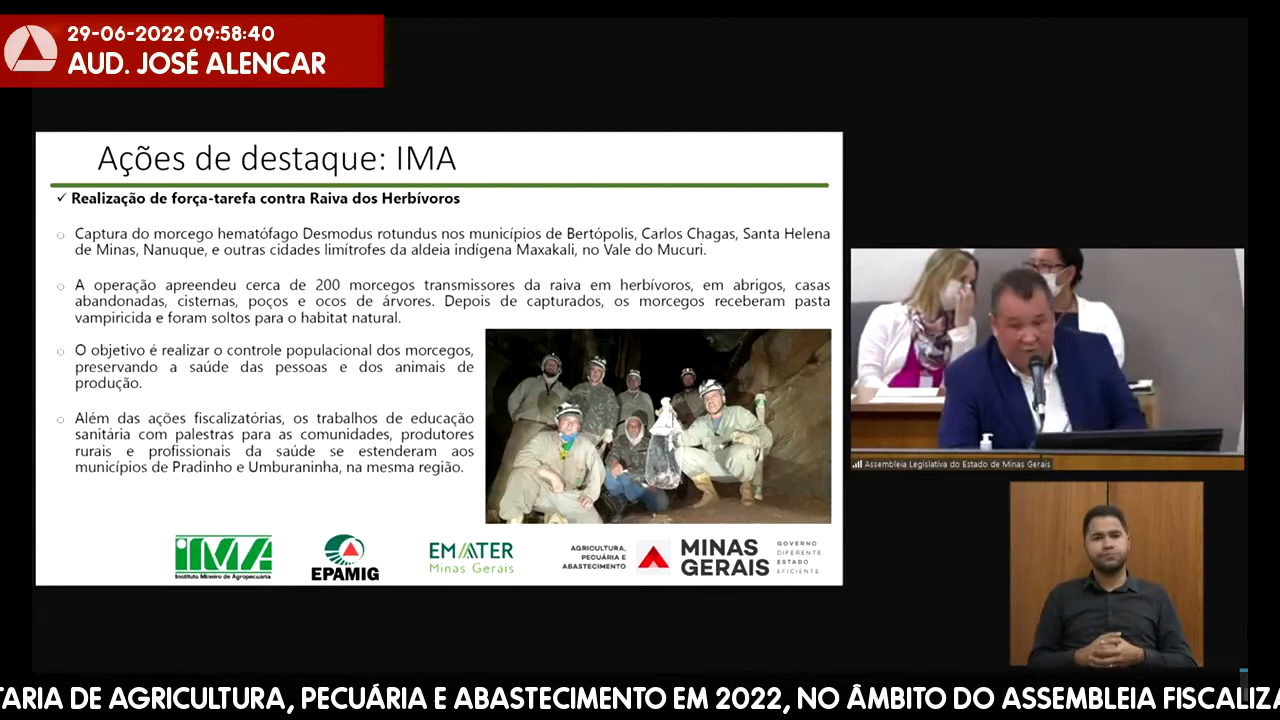 29-06-2022 09:58:40
AUD. JOSÉ ALENCAR
Ações de destaque: IMA
✓ Realização de força-tarefa contra Raiva dos Herbívoros
○ Captura do morcego hematófago Desmodus rotundus nos municípios de Bertópolis, Carlos Chagas, Santa Helena
de Minas, Nanuque, e outras cidades limítrofes da aldeia indígena Maxakali, no Vale do Mucuri.
○ A operação apreendeu cerca de 200 morcegos transmissores da raiva em herbívoros, em abrigos, casas
abandonadas, cisternas, poços e ocos de árvores. Depois de capturados, os morcegos receberam pasta
vampiricida e foram soltos para o habitat natural.
○ O objetivo é realizar o controle populacional dos morcegos,
preservando a saúde das pessoas e dos animais de
produção.
○ Além das ações fiscalizatórias, os trabalhos de educação
sanitária com palestras para as comunidades, produtores
rurais e profissionais da saúde se estenderam aos
municípios de Pradinho e Umburaninha, na mesma região.
IMA
Instituto Mineiro de Agropecuária
EPAMIG
EMATER
Minas Gerais
AGRICULTURA,
PECUÁRIA E
ABASTECIMENTO
MINAS
GERAIS
GOVERNO
DIFERENTE.
ESTADO
EFICIENTE.
Assembleia Legislativa do Estado de Minas Gerais
TARIA DE AGRICULTURA, PECUÁRIA E ABASTECIMENTO EM 2022, NO ÂMBITO DO ASSEMBLEIA FISCALIZA